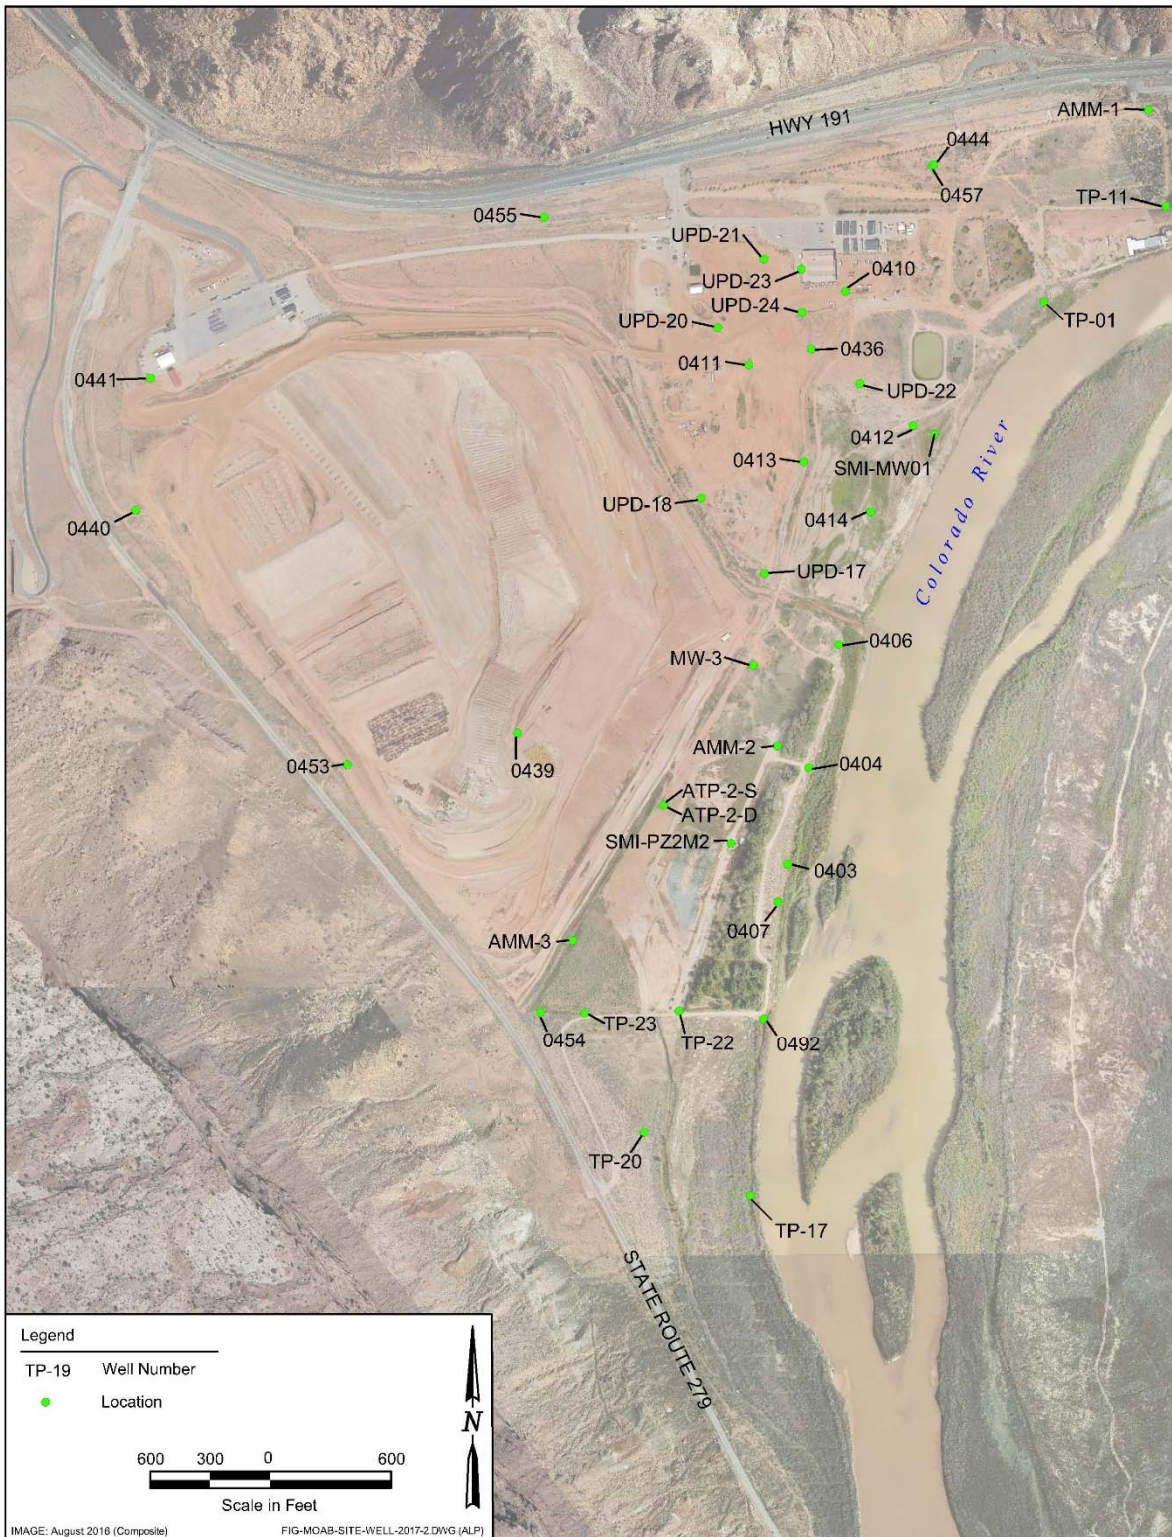 AMM-1
HWY 191
0444
0457
TP-11
0455
UPD-21
UPD-23
0410
UPD-24
TP-01
UPD-20
0436
0411
0441
UPD-22
0412
SMI-MW01
0413
UPD-18
0414
0440
Colorado River
UPD-17
0406
MW-3
AMM-2
0404
0453
0439
ATP-2-S
ATP-2-D
SMI-PZ2M2
0403
0407
AMM-3
TP-23
0454
TP-22
0492
TP-20
TP-17
STATE ROUTE 279
Legend
TP-19 Well Number
Location
N
600 300 0 600
Scale in Feet
IMAGE: August 2016 (Composite) FIG-MOAB-SITE-WELL-2017-2.DWG (ALP)